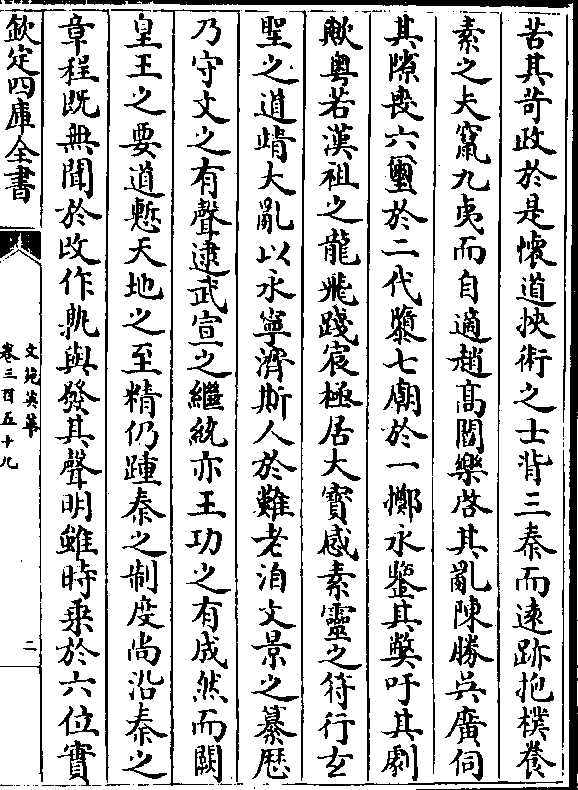 苦其苛政於是懷道挾術之士背三秦而遠跡抱樸養
素之夫竄九夷而自適趙高閻樂啓其亂陳勝吳廣伺
其隙喪六璽於二代隳七廟於一擲永鑒其獘吁其劇
歟粤若漢祖之龍飛踐宸極居大寶感素靈之符行玄
聖之道靖大亂以永寧濟斯人於難老洎文景之纂歴
乃守文之有聲逮武宣之繼統亦王功之有成然而闕
皇王之要道慙天地之至精仍踵秦之制度尚沿秦之
章程既無聞於改作孰與發其聲明雖時乗於六位實
欽定四庫全書
文苑英華
卷三百五十九
二